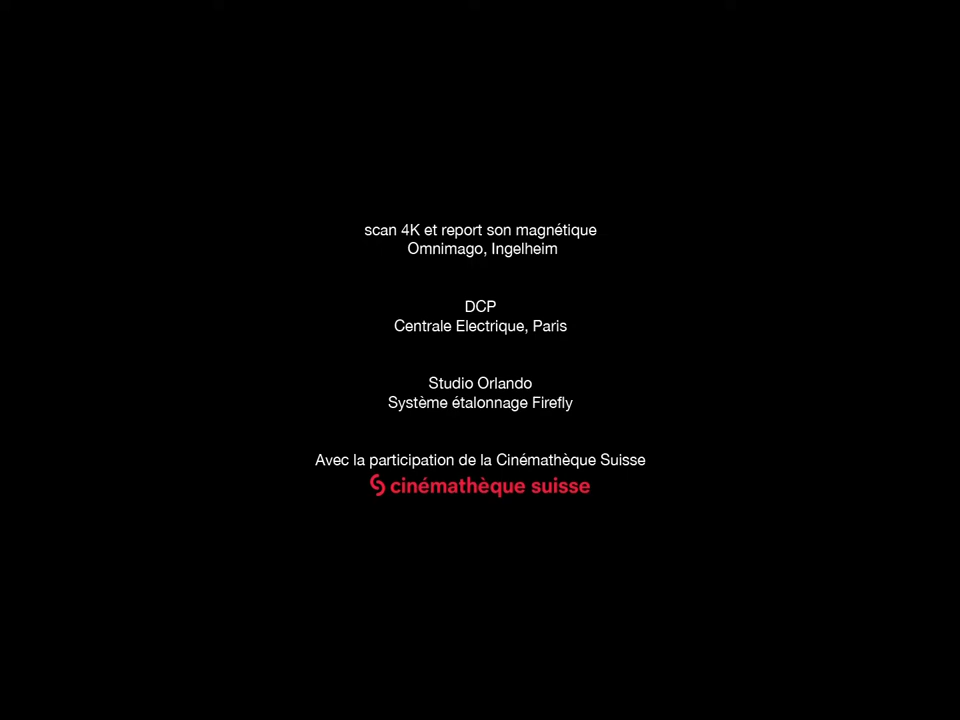 scan 4K et report son magnétique
Omnimago, Ingelheim
DCP
Centrale Electrique, Paris
Studio Orlando
Système étalonnage Firefly
Avec la participation de la Cinémathèque Suisse
cinémathèque suisse